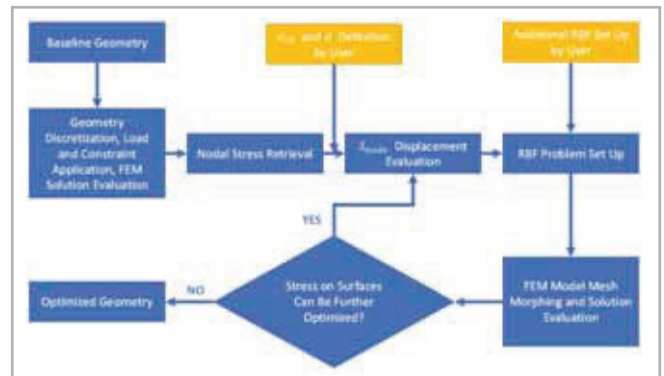 Baseline Geometry
Definition
by User
Additional RBF Set Up
by User
Geometry
Discretization, Load
and Constraint
Application, FEM
Solution Evaluation
Nodal Stress Retrieval
Displacement
Evaluation
RBF Problem Set Up
YES
Stress on Surfaces
Can Be Further
Optimized?
NO
Optimized Geometry
FEM Model Mesh
Morphing and Solution
Evaluation